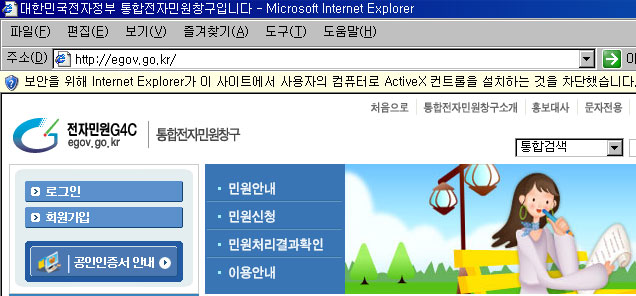 대한민국전자정부 통합전자민원창구입니다 - Microsoft Internet Explorer
파일(F) 편집(E) 보기(V) 즐겨찾기(A) 도구(T) 도움말(H)
주소(D) http://egov.go.kr/
보안을 위해 Internet Explorer가 이 사이트에서 사용자의 컴퓨터로 ActiveX 컨트롤을 설치하는 것을 차단했습니다.
처음으로 | 통합전자민원창구소개 | 홍보대사 | 문자전용
전자민원G4C | 통합전자민원창구
egov.go.kr
통합검색
로그인
회원가입
공인인증서 안내
민원안내
민원신청
민원처리결과확인
이용안내